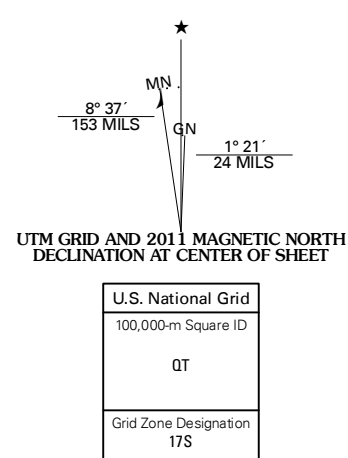 ★
MN
8° 37´
153 MILS
GN
1° 21´
24 MILS
UTM GRID AND 2011 MAGNETIC NORTH
DECLINATION AT CENTER OF SHEET
U.S. National Grid
100,000-m Square ID
QT
Grid Zone Designation
17S